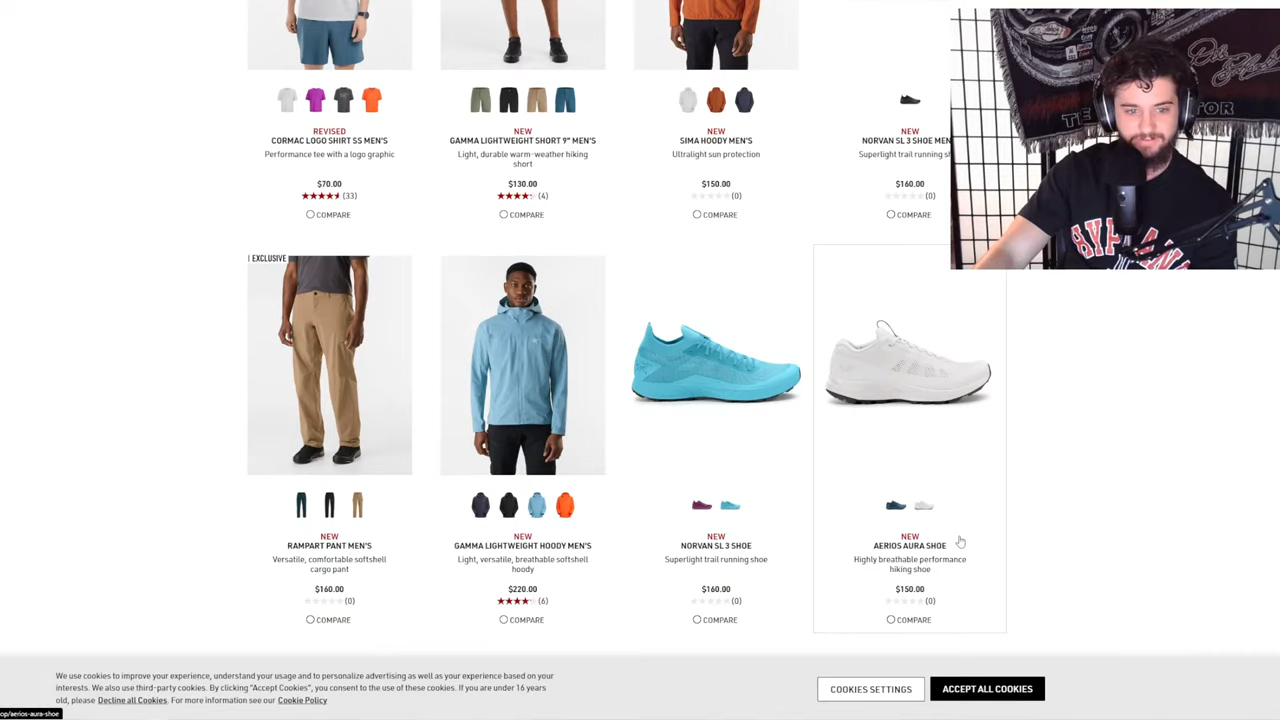 REVISED
CORMAC LOGO SHIRT SS MEN'S
Performance tee with a logo graphic
$70.00
(33)
COMPARE
NEW
GAMMA LIGHTWEIGHT SHORT 9" MEN'S
Light, durable warm-weather hiking
short
$130.00
(4)
COMPARE
NEW
SIMA HOODY MEN'S
Ultralight sun protection
$150.00
(0)
COMPARE
NEW
NORVAN SL 3 SHOE MEN
Superlight trail running sh
$160.00
(0)
COMPARE
EXCLUSIVE
NEW
RAMPART PANT MEN'S
Versatile, comfortable softshell
cargo pant
$160.00
(0)
COMPARE
NEW
GAMMA LIGHTWEIGHT HOODY MEN'S
Light, versatile, breathable softshell
hoody
$220.00
(6)
COMPARE
NEW
NORVAN SL 3 SHOE
Superlight trail running shoe
$160.00
(0)
COMPARE
NEW
AERIOS AURA SHOE
Highly breathable performance
hiking shoe
$150.00
(0)
COMPARE
We use cookies to improve your experience, understand your usage and to personalize advertising as well as your experience based on your
interests. We also use third-party cookies. By clicking "Accept Cookies", you consent to the use of these cookies. If you are under 16 years
old, please Decline all Cookies. For more information see our Cookie Policy
COOKIES SETTINGS
ACCEPT ALL COOKIES
op/aerios-aura-shoe